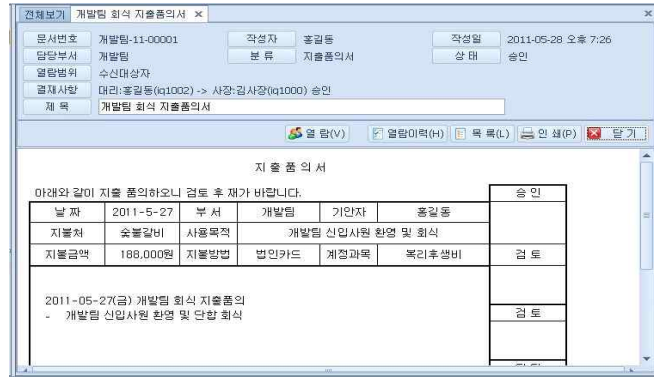 전체보기 개발팀 회식 지출품의서
문서번호 개발팀-11-00001 작성자 홍길동 작성일 2011-05-28 오후 7:26
담당부서 개발팀 분 류 지출품의서 상 태 승인
열람범위 수신대상자
결재사항 대리:홍길동(iq1002) -> 사장:김사장(iq1000) 승인
제 목 개발팀 회식 지출품의서
열 람(V) 열람이력(H) 목 록(L) 인 쇄(P) 닫 기
지 출 품 의 서
아래와 같이 지출 품의하오니 검토 후 재가 바랍니다. 승 인
날 짜 2011-5-27 부 서 개발팀 기안자 홍길동
지불처 숯불갈비 사용목적 개발팀 신입사원 환영 및 회식
지불금액 188,000원 지불방법 법인카드 계정과목 복리후생비 검 토
2011-05-27(금) 개발팀 회식 지출품의
- 개발팀 신입사원 환영 및 단합 회식 검 토